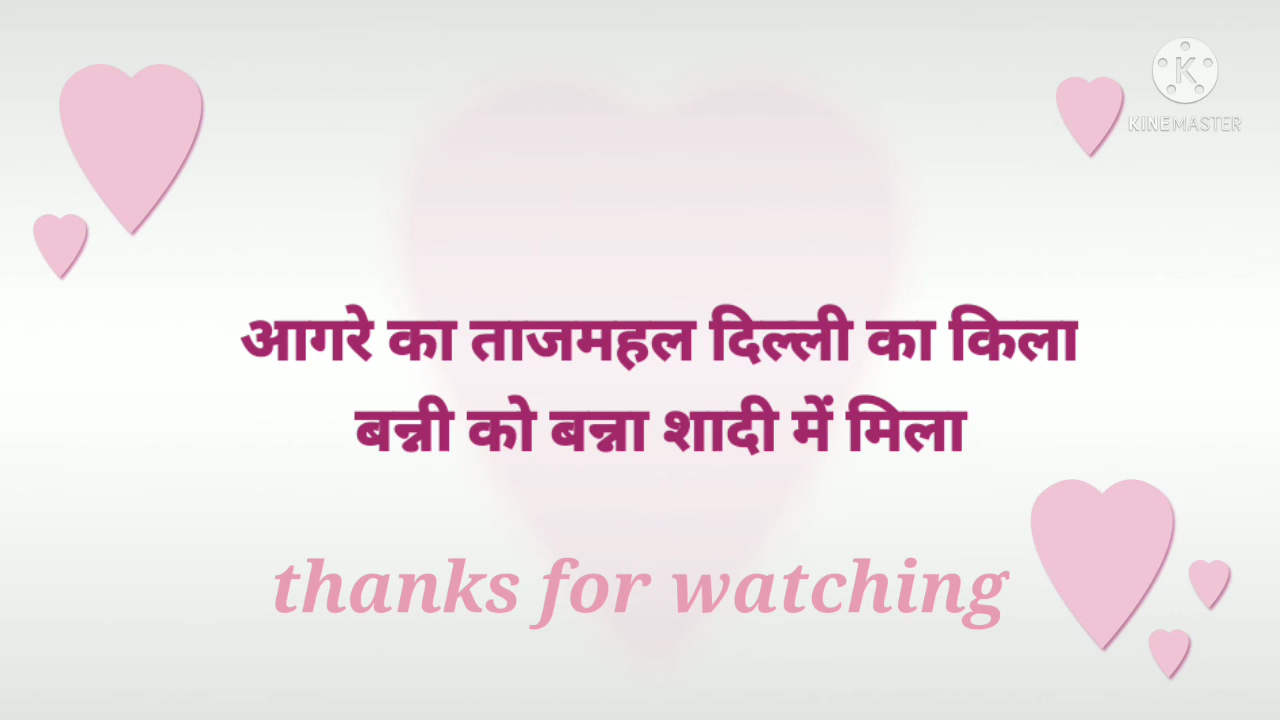 K
KINEMASTER
आगरे का ताजमहल दिल्ली का किला
बन्नी को बन्ना शादी में मिला
thanks for watching